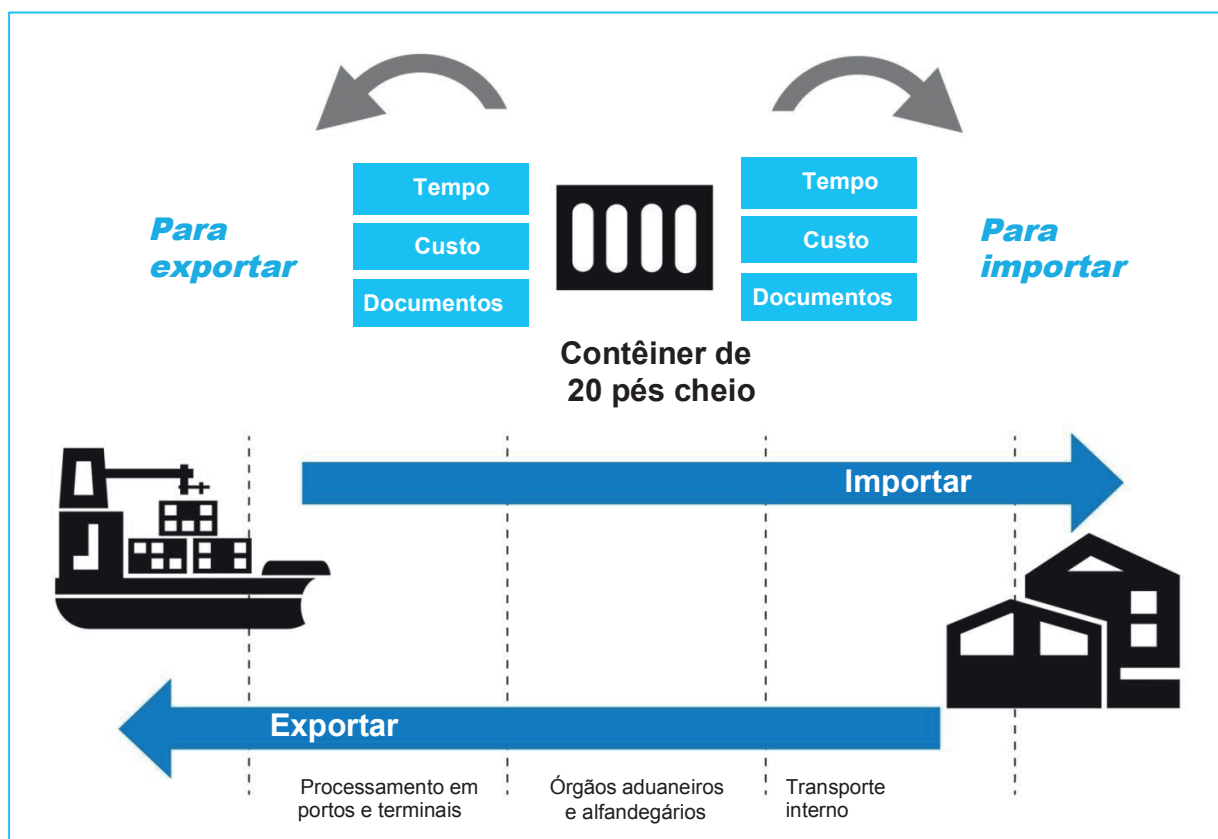 Para
exportar
Tempo
Custo
Documentos
Tempo
Custo
Documentos
Para
importar
Contêiner de
20 pés cheio
Importar
Exportar
Processamento em
portos e terminais
Órgãos aduaneiros
e alfandegários
Transporte
interno